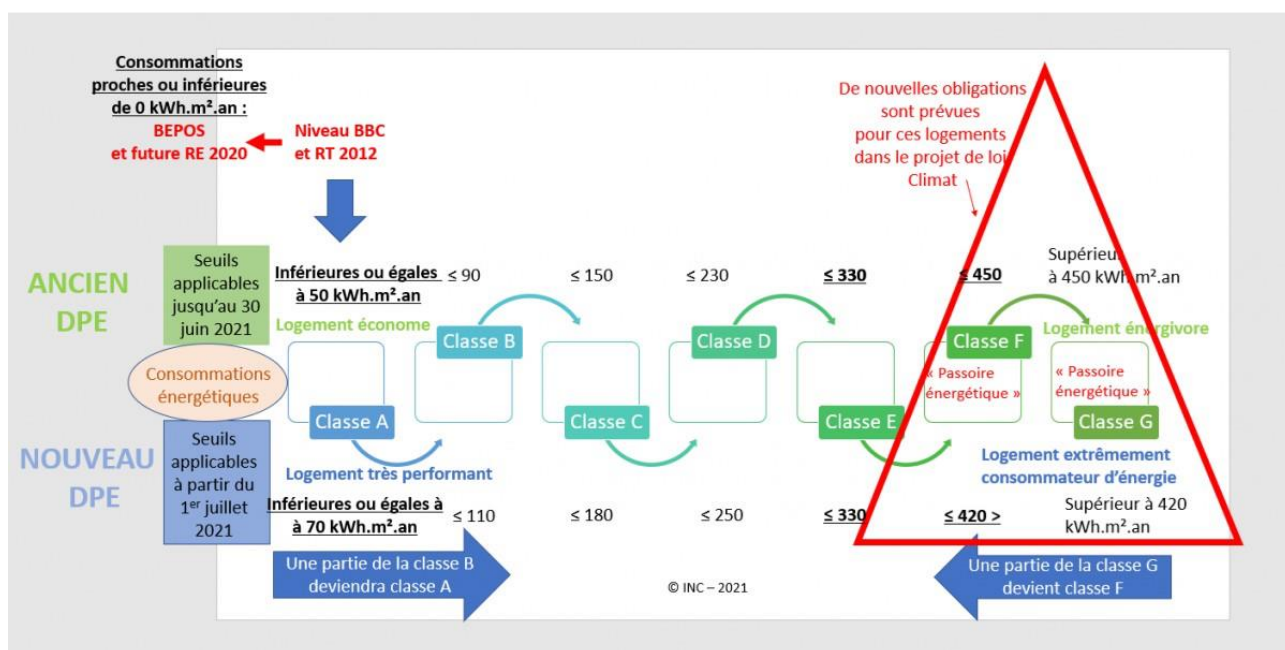 Consommations
proches ou inférieures
de 0 kWh.m².an :
BEPOS
et future RE 2020
Niveau BBC
et RT 2012
De nouvelles obligations
sont prévues
pour ces logements
dans le projet de loi
Climat
ANCIEN
DPE
Seuils
applicables
jusqu'au 30
juin 2021
Inférieures ou égales
à 50 kWh.m².an
≤ 90
≤ 150
≤ 230
≤ 330
≤ 450
Supérieur
à 450 kWh.m².an
Logement économe
Logement énergivore
Consommations
énergétiques
Classe A
Classe B
Classe C
Classe D
Classe E
Classe F
« Passoire
énergétique »
« Passoire
énergétique »
Classe G
NOUVEAU
DPE
Seuils
applicables
à partir du
1er juillet
2021
Logement très performant
Logement extrêmement
consommateur d'énergie
Inférieures ou égales à
à 70 kWh.m².an
≤ 110
≤ 180
≤ 250
≤ 330
≤ 420 >
Supérieur à 420
kWh.m².an
Une partie de la classe B
deviendra classe A
© INC – 2021
Une partie de la classe G
devient classe F